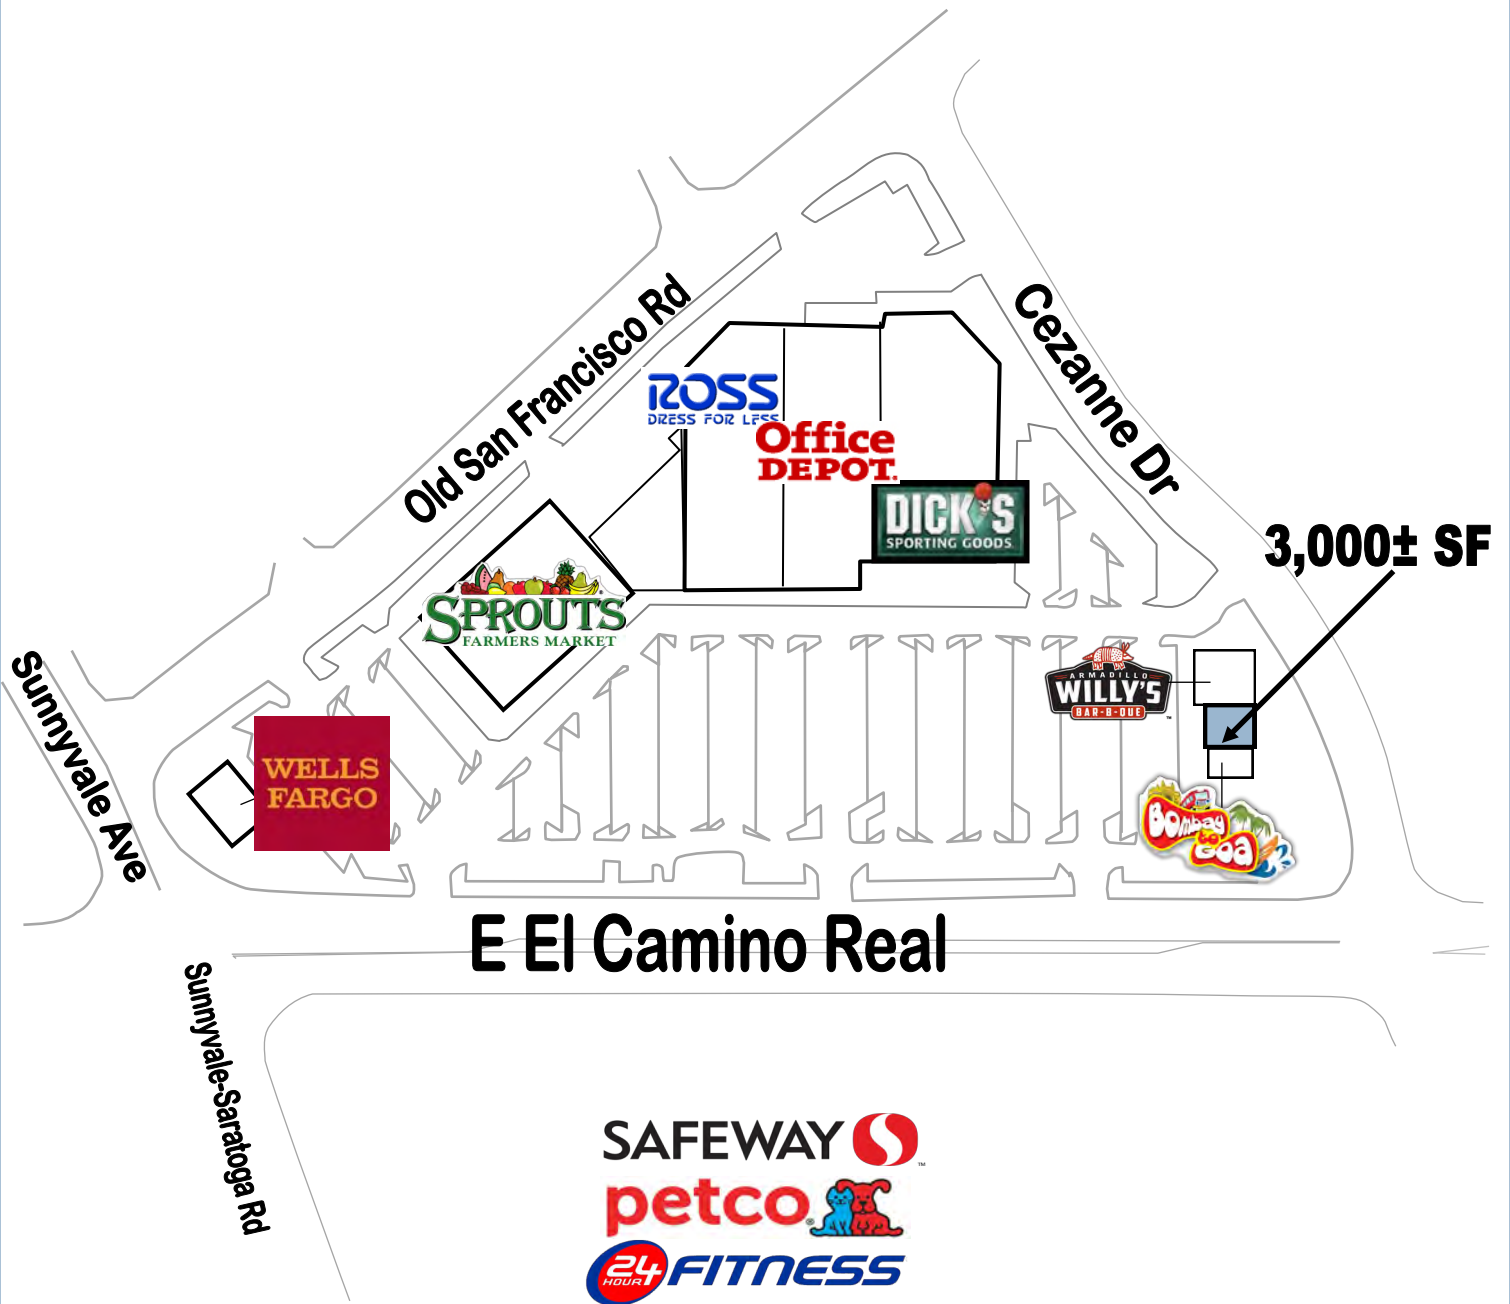 Old San Francisco Rd
Cezanne Dr
ROSS
DRESS FOR LESS
Office
DEPOT.
DICK'S
SPORTING GOODS
3,000± SF
SPROUTS
FARMERS MARKET
ARMADILLO
WILLY'S
BAR-B-QUE
TM
Sunnyvale Ave
WELLS
FARGO
Bombay
to
Goa
E El Camino Real
Sunnyvale-Saratoga Rd
SAFEWAY
TM
petco®
24
HOUR
FITNESS